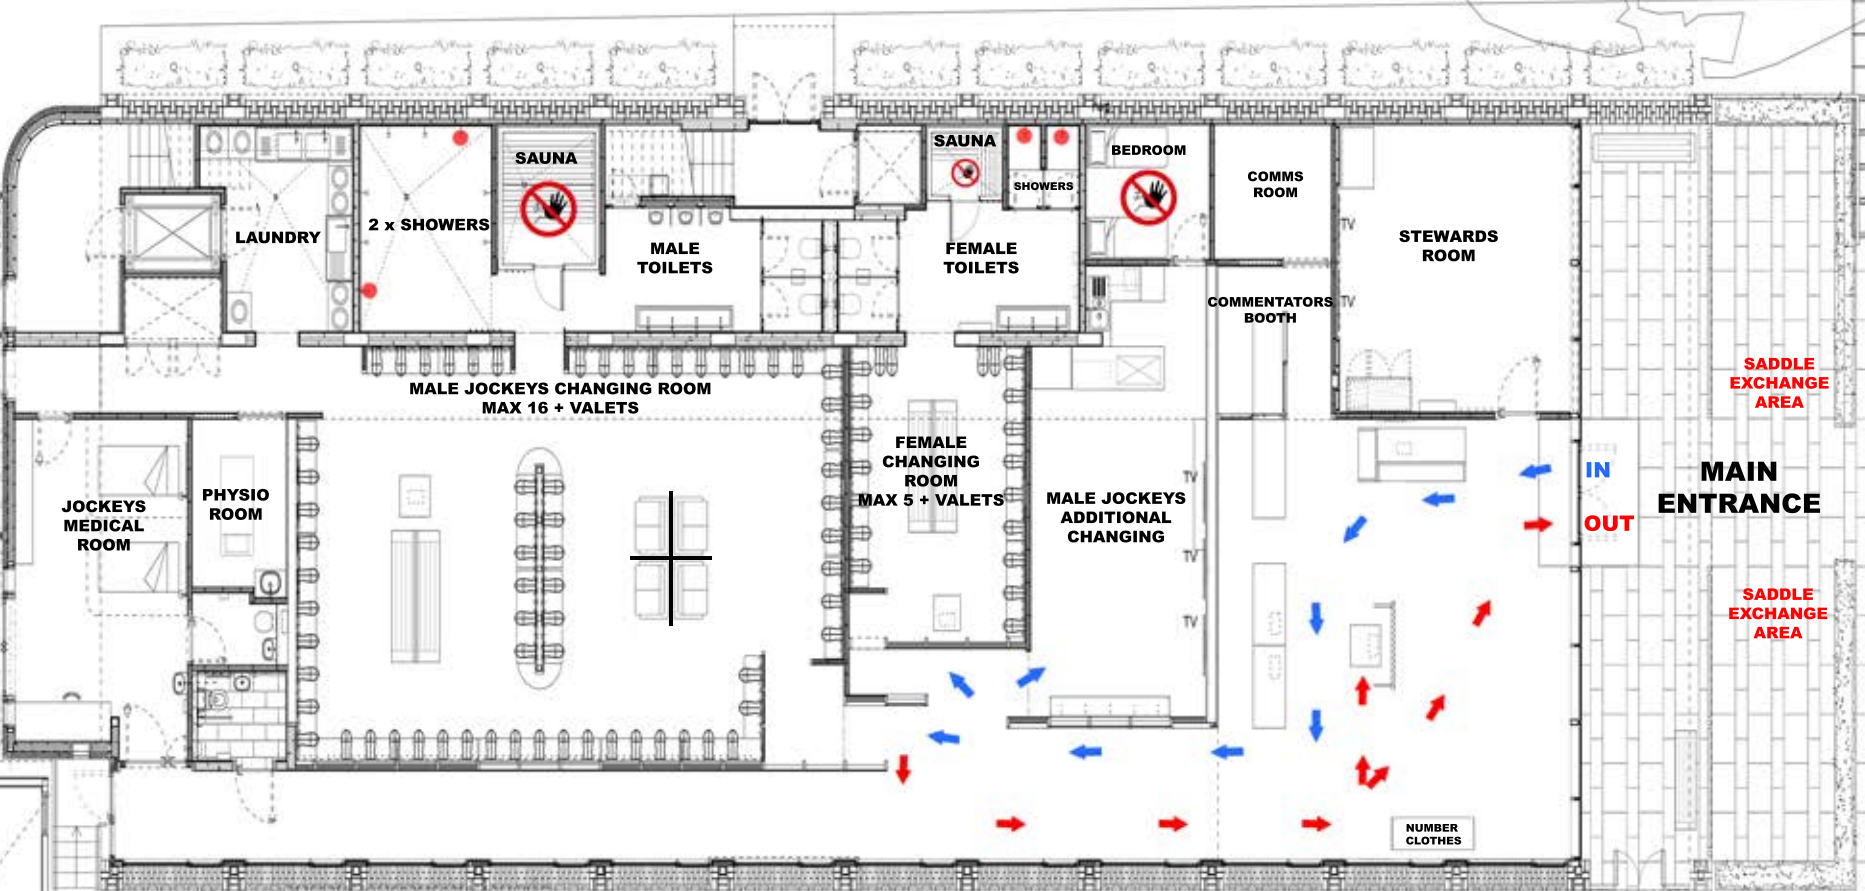 SAUNA
SAUNA
BEDROOM
COMMS
ROOM
SHOWERS
2 x SHOWERS
LAUNDRY
MALE
TOILETS
FEMALE
TOILETS
STEWARDS
ROOM
TV
TV
COMMENTATORS
BOOTH
SADDLE
EXCHANGE
AREA
MALE JOCKEYS CHANGING ROOM
MAX 16 + VALETS
FEMALE
CHANGING
ROOM
MAX 5 + VALETS
JOCKEYS
MEDICAL
ROOM
PHYSIO
ROOM
MALE JOCKEYS
ADDITIONAL
CHANGING
TV
TV
TV
IN
OUT
MAIN
ENTRANCE
SADDLE
EXCHANGE
AREA
NUMBER
CLOTHES